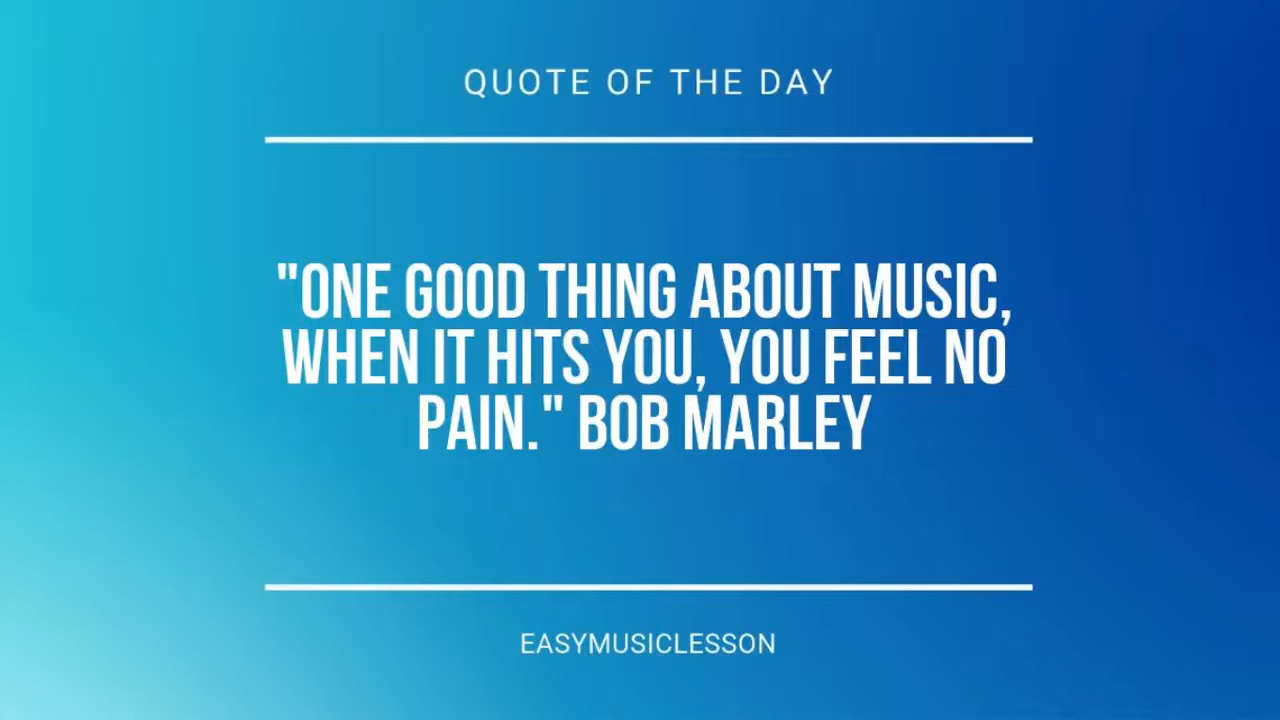 QUOTE OF THE DAY
"ONE GOOD THING ABOUT MUSIC,
WHEN IT HITS YOU, YOU FEEL NO
PAIN." BOB MARLEY
EASYMUSICLESSON